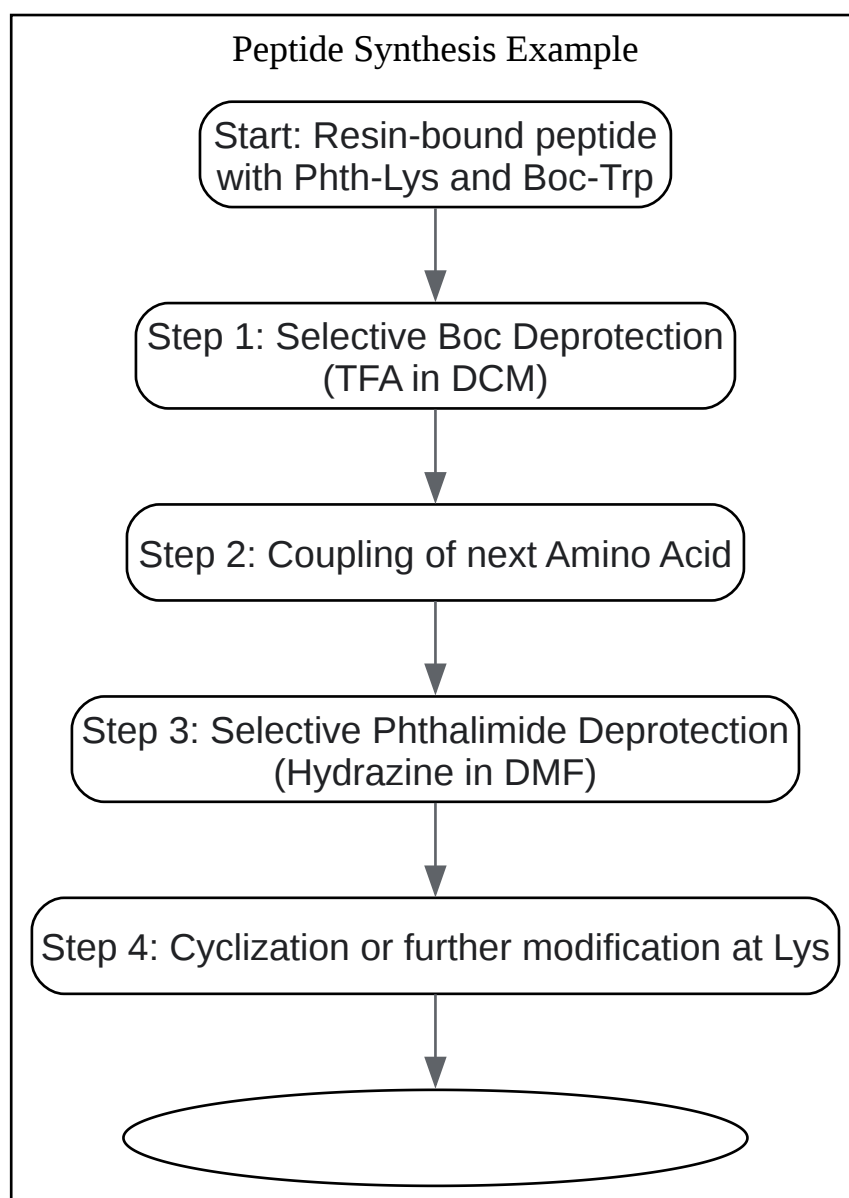 Peptide Synthesis Example
Start: Resin-bound peptide
with Phth-Lys and Boc-Trp
Step 1: Selective Boc Deprotection
(TFA in DCM)
Step 2: Coupling of next Amino Acid
Step 3: Selective Phthalimide Deprotection
(Hydrazine in DMF)
Step 4: Cyclization or further modification at Lys